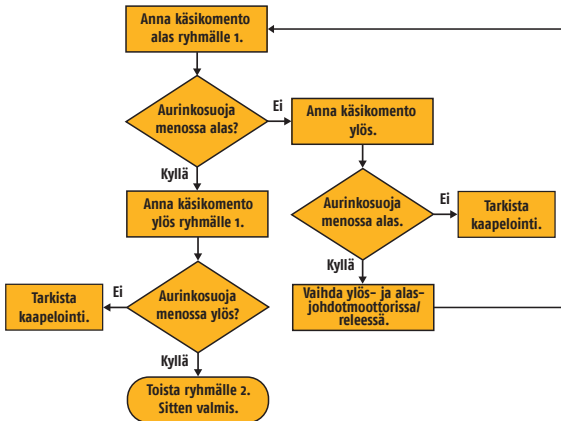 Anna käsikomento
alas ryhmälle 1.
Aurinkosuoja
menossa alas?
Ei
Anna käsikomento
ylös.
Kyllä
Anna käsikomento
ylös ryhmälle 1.
Aurinkosuoja
menossa alas.
Ei
Tarkista
kaapelointi.
Kyllä
Vaihda ylös- ja alas-
johdotmoottorissa/
releessä.
Aurinkosuoja
menossa ylös?
Ei
Tarkista
kaapelointi.
Kyllä
Toista ryhmälle 2.
Sitten valmis.